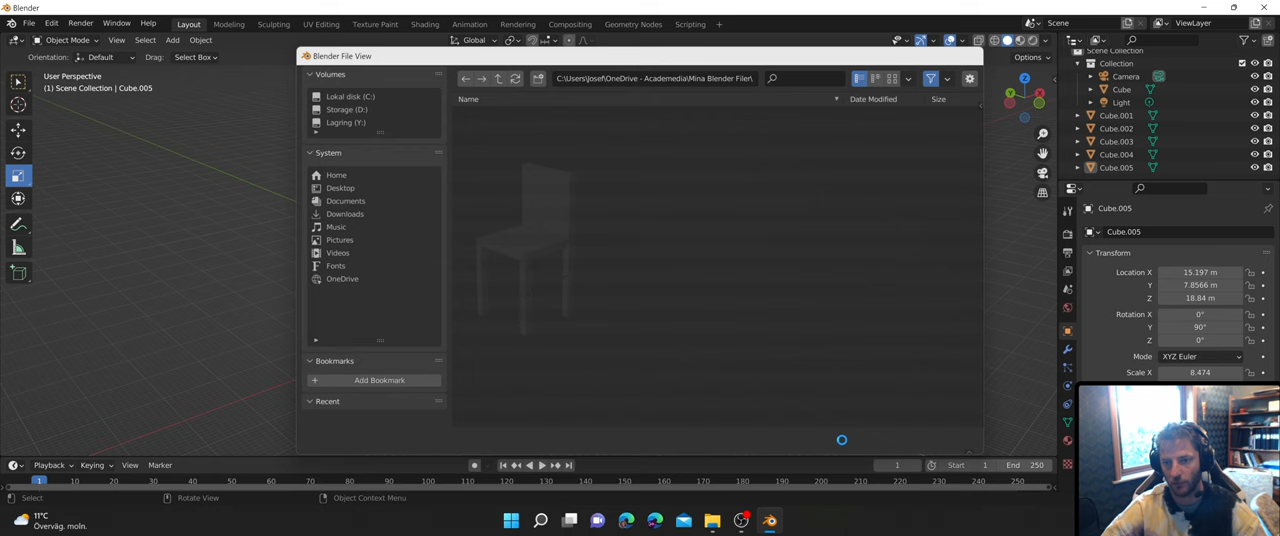 Blender
File Edit Render Window Help Layout Modeling Sculpting UV Editing Texture Paint Shading Animation Rendering Compositing Geometry Nodes Scripting Scene ViewLayer
Object Mode View Select Add Object Global
Orientation: Default Drag: Select Box Options
User Perspective
(1) Scene Collection | Cube.005
Blender File View
Volumes
Lokal disk (C:)
Storage (D:)
Lagring (Y:)
System
Home
Desktop
Documents
Downloads
Music
Pictures
Videos
Fonts
OneDrive
Bookmarks
Add Bookmark
Recent
C:\Users\Josef\OneDrive - Academedia\Mina Blender Filer\
Name Date Modified Size
X
Y
Z
Scene Collection
Collection
Camera
Cube
Light
Cube.001
Cube.002
Cube.003
Cube.004
Cube.005
Cube.005
Cube.005
Transform
Location X 15.197 m
Y 7.8566 m
Z 18.84 m
Rotation X 0°
Y 90°
Z 0°
Mode XYZ Euler
Scale X 8.474
Playback Keying View Marker 1 Start 1 End 250
1 10 20 30 40 50 60 70 80 90 100 110 120 130 140 150 160 170 180 190 200 210 220 230 240 250
Select Rotate View Object Context Menu
11°C
Överväg. moln.